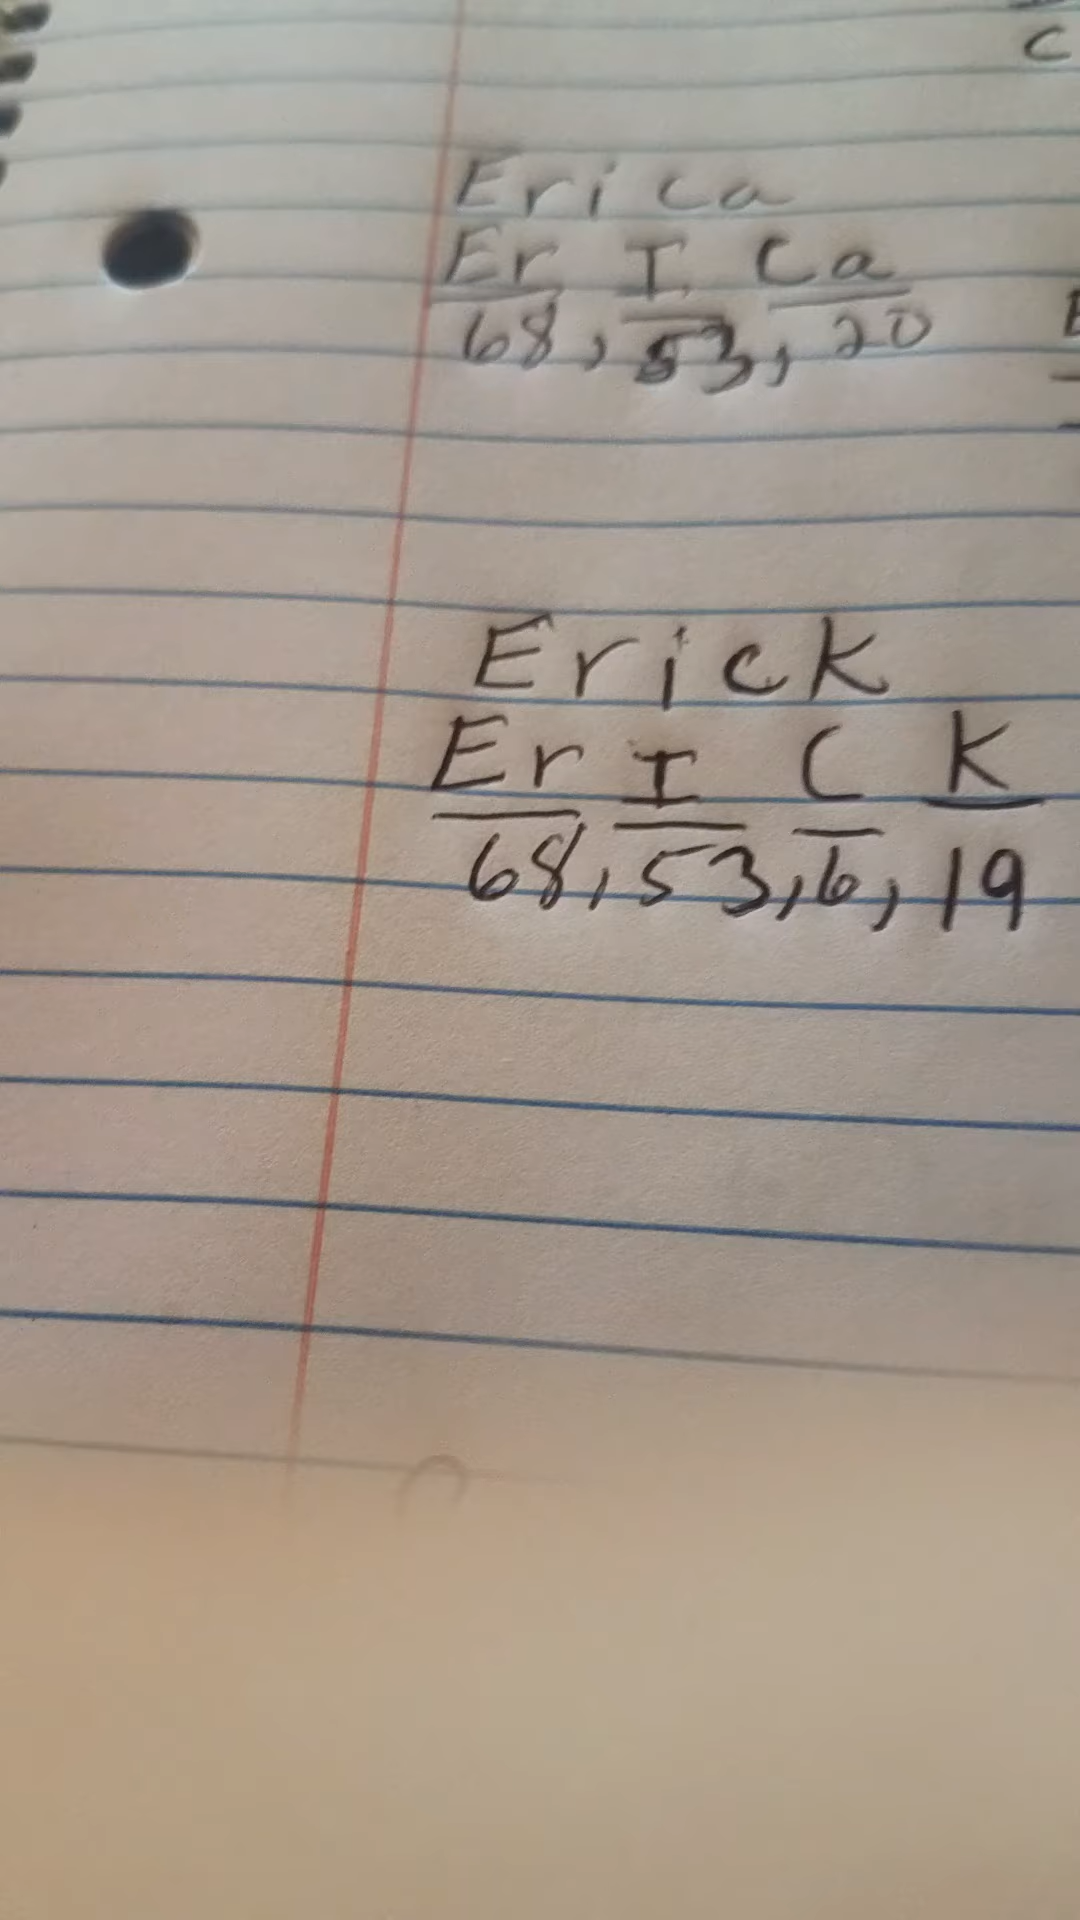 C
Erica
Er I Ca
68, 53, 20
Erick
Er I C K
68, 53, 6, 19